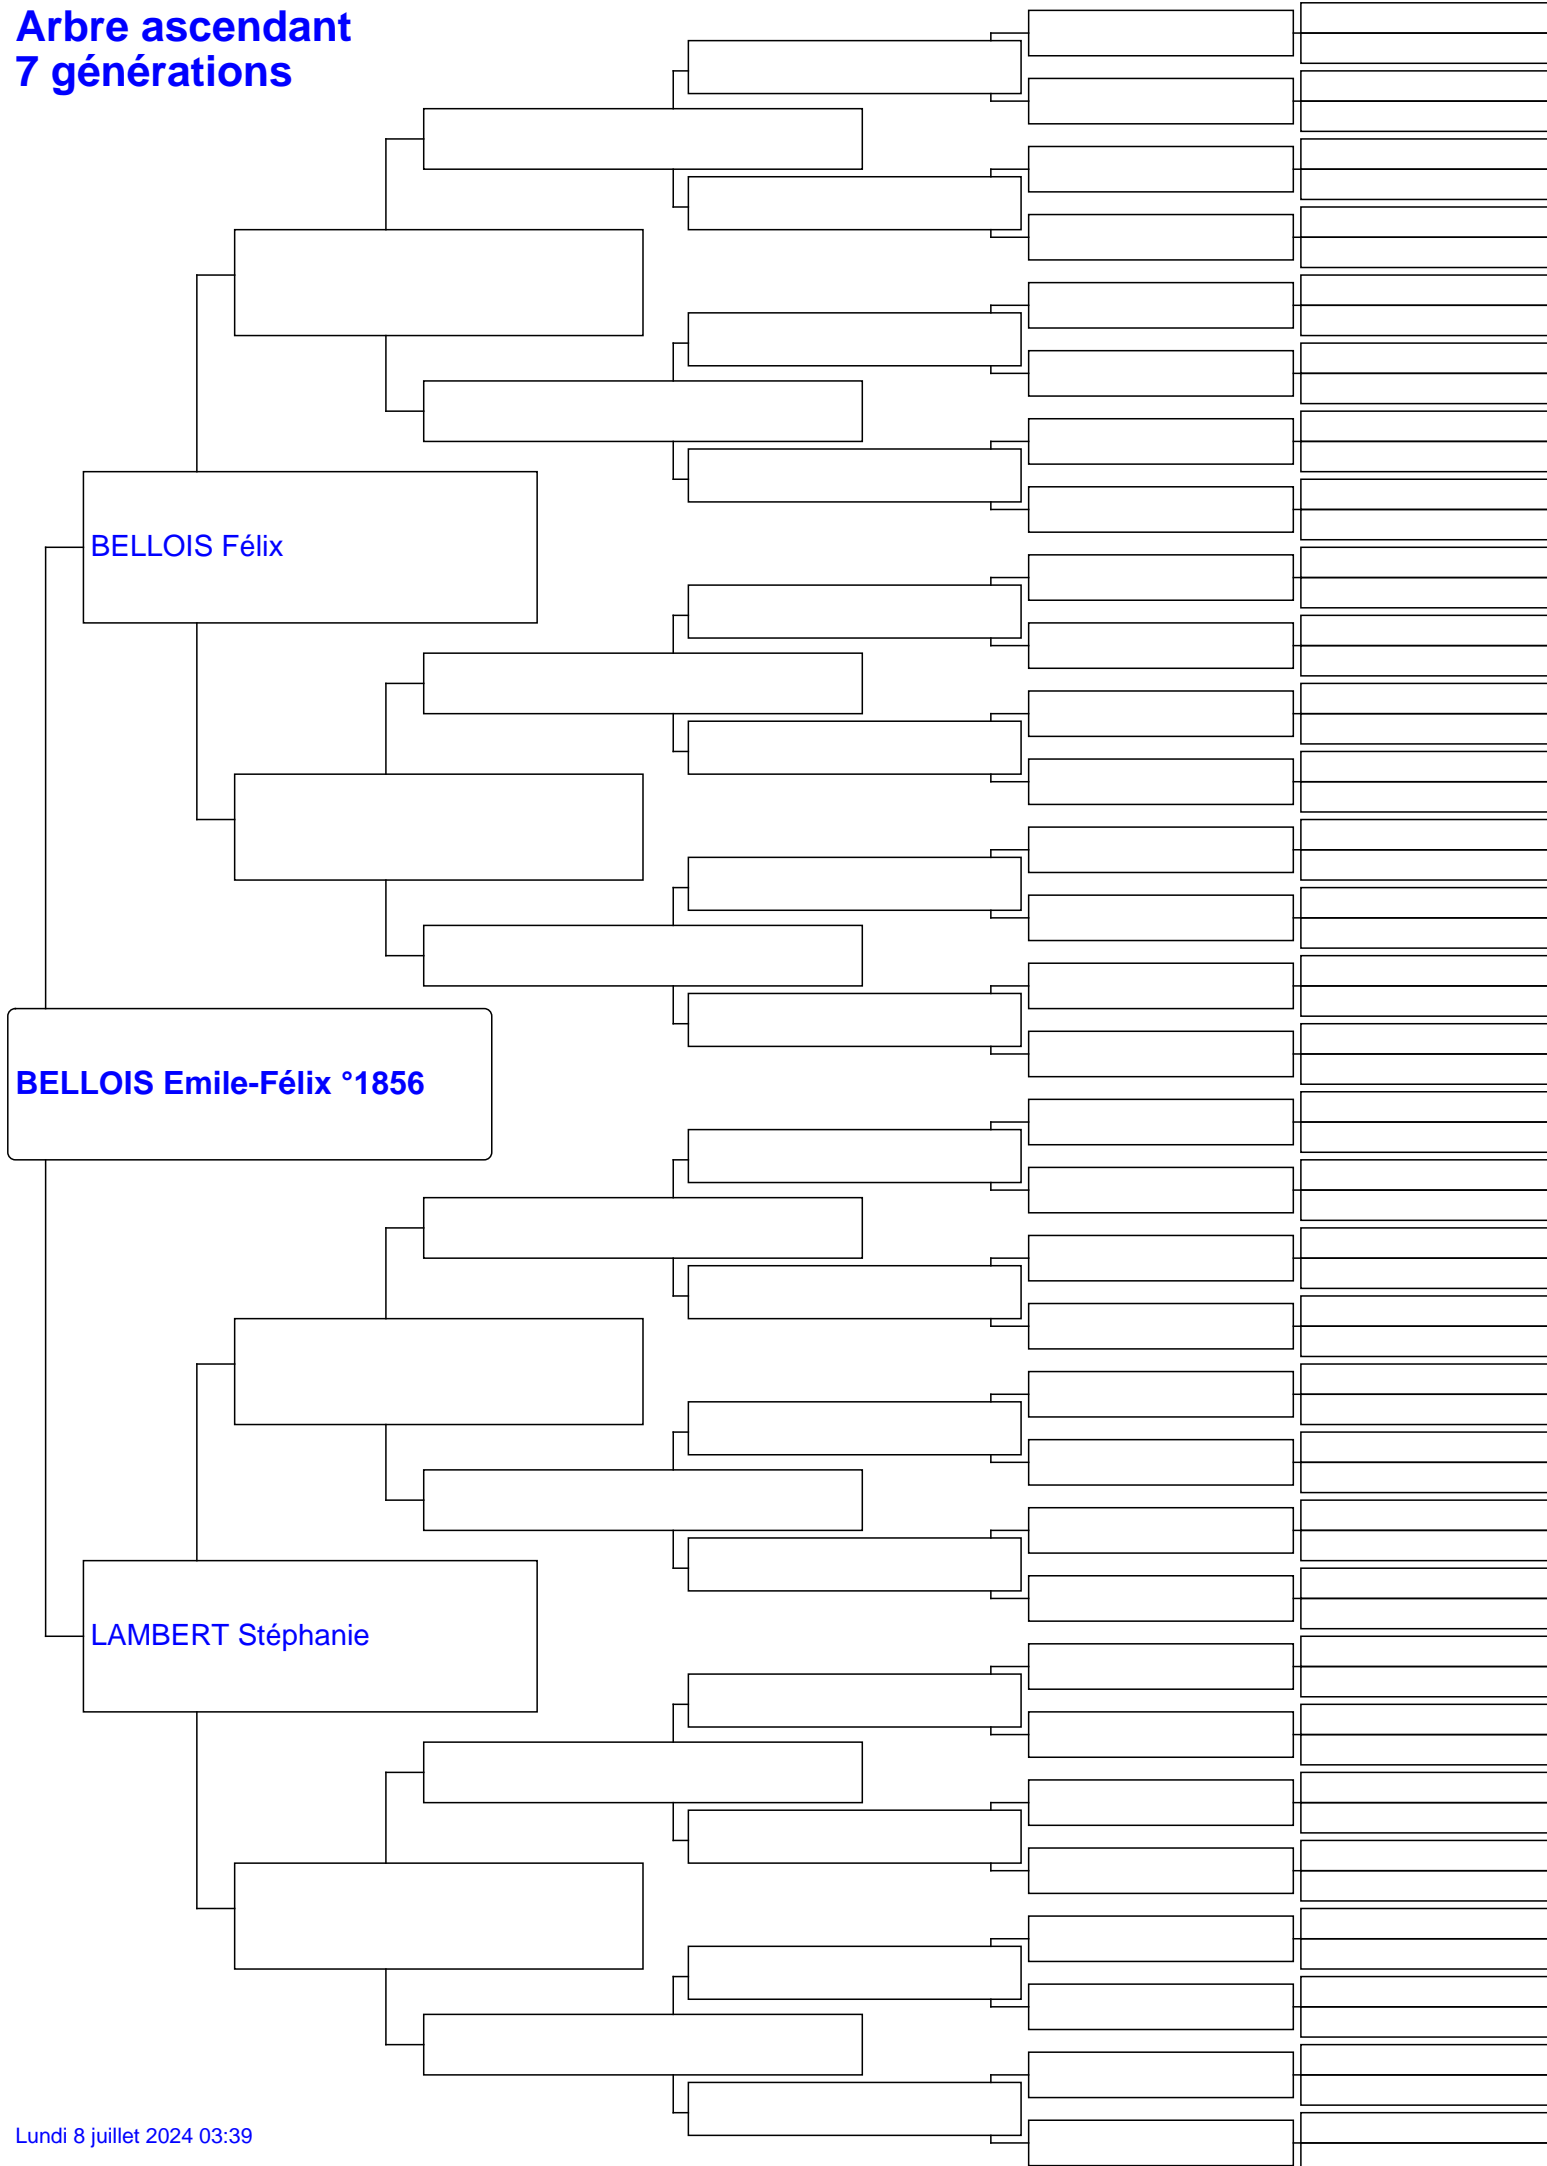 Arbre ascendant
7 générations
BELLOIS Félix
BELLOIS Emile-Félix °1856
LAMBERT Stéphanie
Lundi 8 juillet 2024 03:39